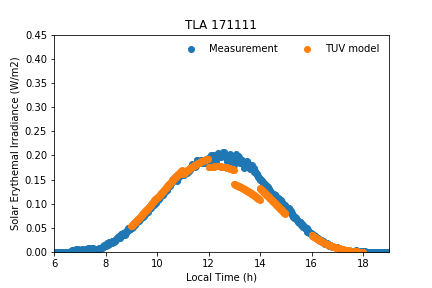 TLA 171111
Measurement TUV model
Solar Erythemal Irradiance (W/m2)
0.45
0.40
0.35
0.30
0.25
0.20
0.15
0.10
0.05
0.00
6 8 10 12 14 16 18
Local Time (h)